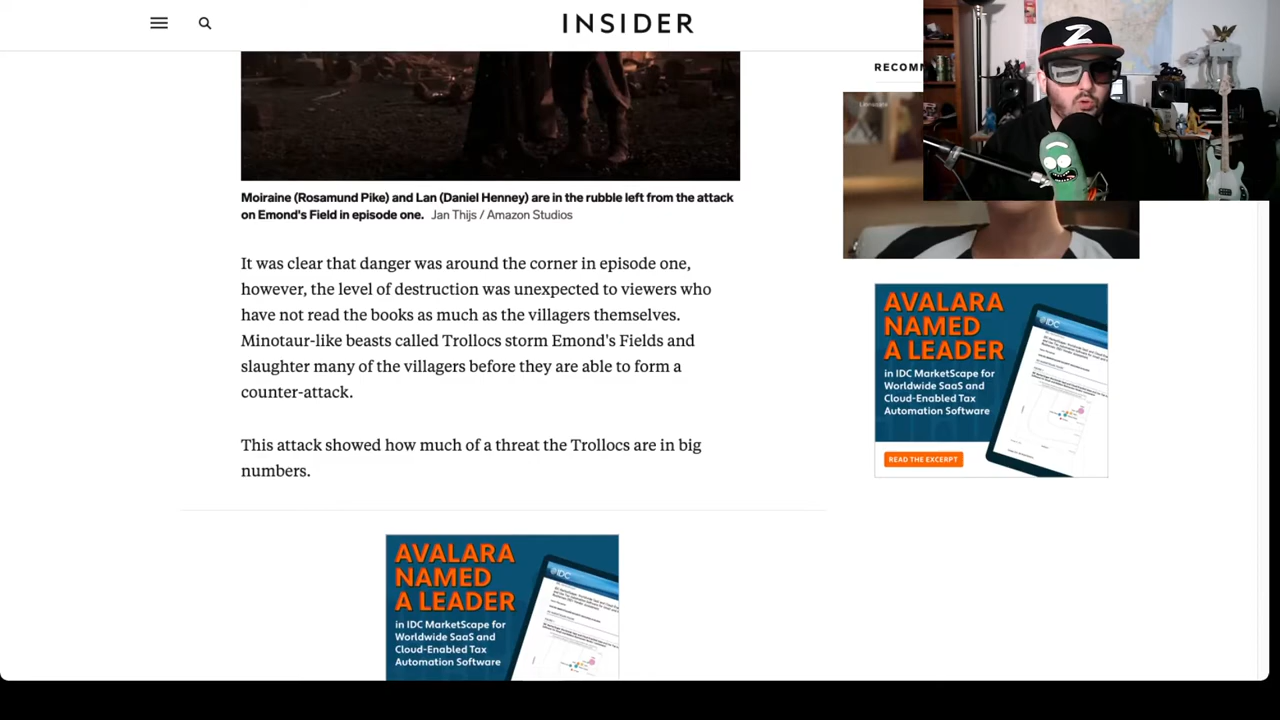 INSIDER
Moiraine (Rosamund Pike) and Lan (Daniel Henney) are in the rubble left from the attack
on Emond's Field in episode one. Jan Thijs / Amazon Studios
It was clear that danger was around the corner in episode one,
however, the level of destruction was unexpected to viewers who
have not read the books as much as the villagers themselves.
Minotaur-like beasts called Trollocs storm Emond's Fields and
slaughter many of the villagers before they are able to form a
counter-attack.
This attack showed how much of a threat the Trollocs are in big
numbers.
AVALARA
NAMED
A LEADER
in IDC MarketScape for
Worldwide SaaS and
Cloud-Enabled Tax
Automation Software
RECOMM
Z
AVALARA
NAMED
A LEADER
in IDC MarketScape for
Worldwide SaaS and
Cloud-Enabled Tax
Automation Software
READ THE EXCERPT
IDC
IDC